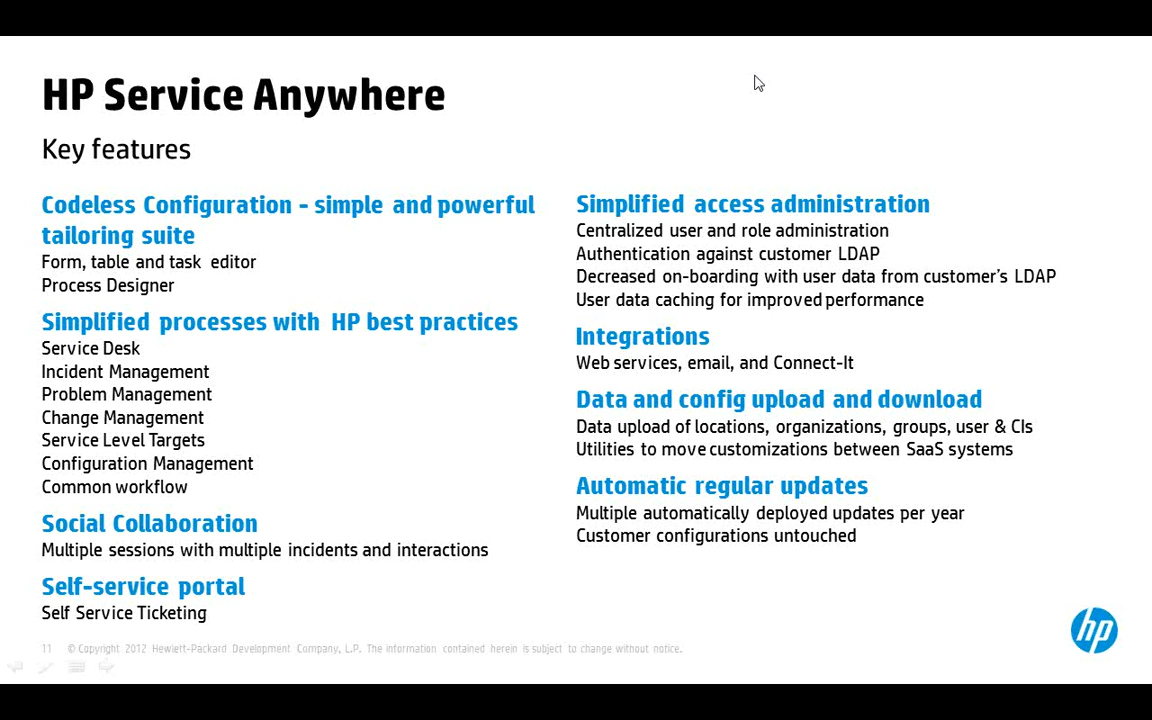 HP Service Anywhere
Key features
Codeless Configuration - simple and powerful
tailoring suite
Form, table and task editor
Process Designer
Simplified processes with HP best practices
Service Desk
Incident Management
Problem Management
Change Management
Service Level Targets
Configuration Management
Common workflow
Social Collaboration
Multiple sessions with multiple incidents and interactions
Self-service portal
Self Service Ticketing
Simplified access administration
Centralized user and role administration
Authentication against customer LDAP
Decreased on-boarding with user data from customer's LDAP
User data caching for improved performance
Integrations
Web services, email, and Connect-It
Data and config upload and download
Data upload of locations, organizations, groups, user & CIs
Utilities to move customizations between SaaS systems
Automatic regular updates
Multiple automatically deployed updates per year
Customer configurations untouched
11 © Copyright 2012 Hewlett-Packard Development Company, L.P. The information contained herein is subject to change without notice.
hp